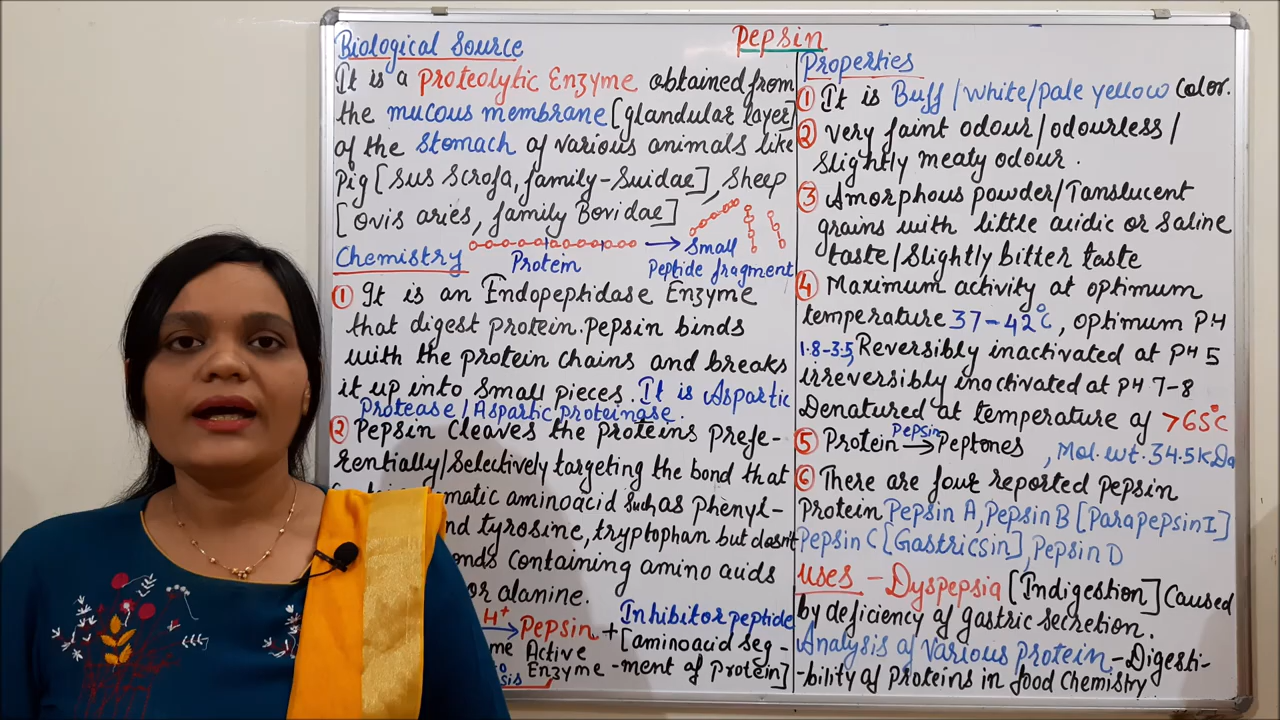 Pepsin
Biological Source
It is a Proteolytic Enzyme obtained from
the mucous membrane [glandular layer]
of the Stomach of various animals like
Pig [Sus Scrofa, family-Suidae], Sheep
[ovis aries, family Bovidae]
Chemistry
Protein → Small
Peptide fragment
① It is an Endopeptidase Enzyme
that digest protein. Pepsin binds
with the protein chains and breaks
it up into small pieces. It is Aspartic
Protease/Aspartic proteinase.
② Pepsin cleaves the proteins prefe-
rentially/Selectively targeting the bond that
matic aminoacid such as phenyl-
nd tyrosine, tryptophan but doesn't
onds containing amino acids
or alanine.
H⁺ → Pepsin + Inhibitor peptide
me Active [aminoacid seg-
sis Enzyme -ment of protein]
Properties
① It is Buff/white/pale yellow color.
② very faint odour/odourless/
Slightly meaty odour.
③ Amorphous powder/Tanslucent
grains with little acidic or saline
taste/Slightly bitter taste
④ Maximum activity at optimum
temperature 37-42°C, optimum PH
1.8-3.5, Reversibly inactivated at PH 5
irreversibly inactivated at PH 7-8
Denatured at temperature of >65°C
⑤ Protein Pepsin → Peptones, Mol. wt. 34.5 KDa
⑥ There are four reported pepsin
Protein Pepsin A, Pepsin B [Parapepsin I]
Pepsin C [Gastricsin], Pepsin D
Uses - Dyspepsia [Indigestion] Caused
by deficiency of gastric secretion.
Analysis of various protein - Digesti-
-bility of Proteins in food Chemistry